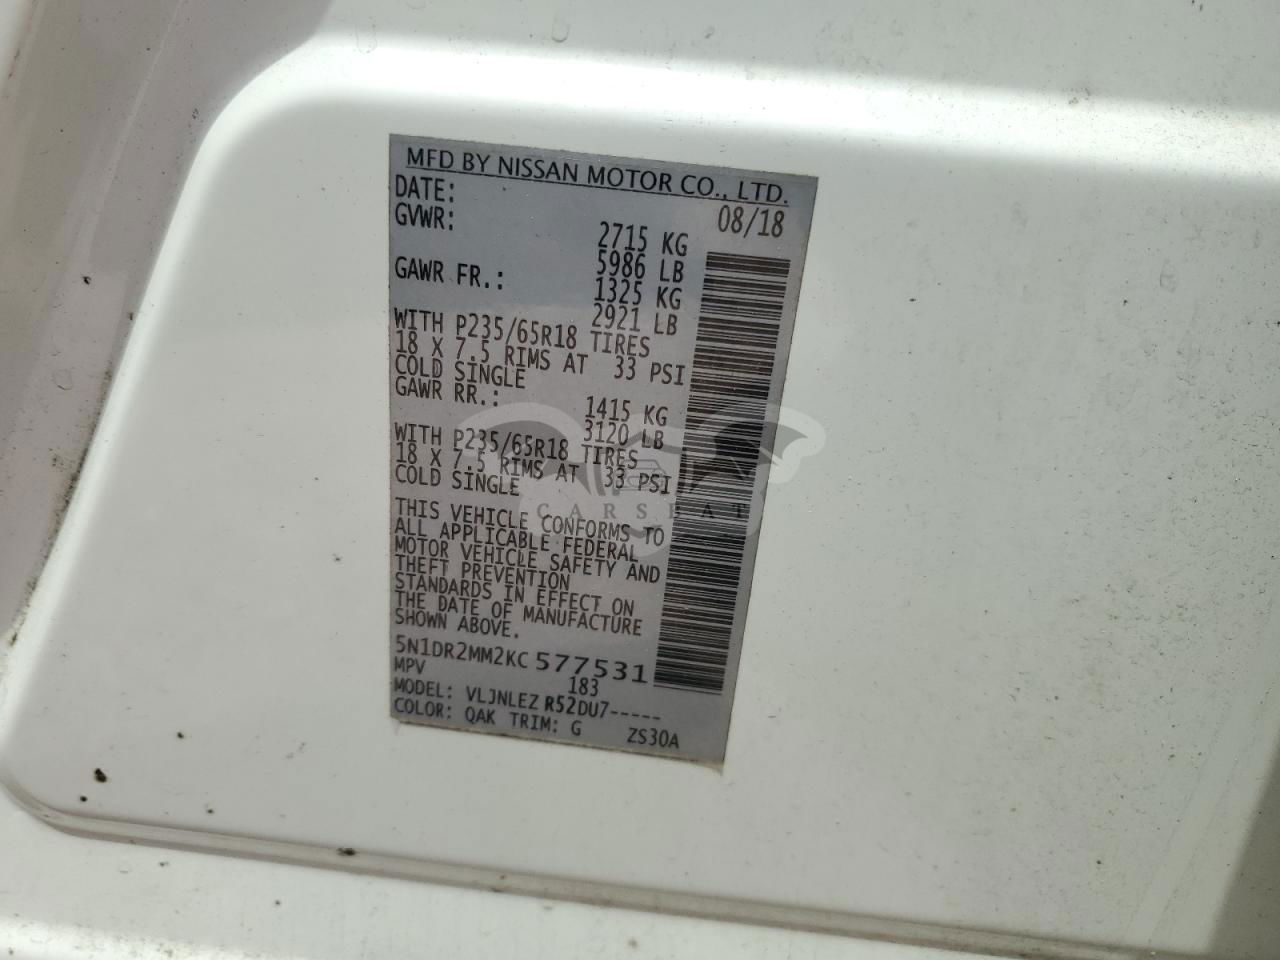 MFD BY NISSAN MOTOR CO., LTD.
DATE: 08/18
GVWR: 2715 KG
5986 LB
GAWR FR.: 1325 KG
2921 LB
WITH P235/65R18 TIRES
18 X 7.5 RIMS AT 33 PSI
COLD SINGLE
GAWR RR.: 1415 KG
3120 LB
WITH P235/65R18 TIRES
18 X 7.5 RIMS AT 33 PSI
COLD SINGLE
THIS VEHICLE CONFORMS TO
ALL APPLICABLE FEDERAL
MOTOR VEHICLE SAFETY AND
THEFT PREVENTION
STANDARDS IN EFFECT ON
THE DATE OF MANUFACTURE
SHOWN ABOVE.
5N1DR2MM2KC 577531
MPV 183
MODEL: VLJNLEZ R52DU7-----
COLOR: QAK TRIM: G ZS30A
CARSBAT